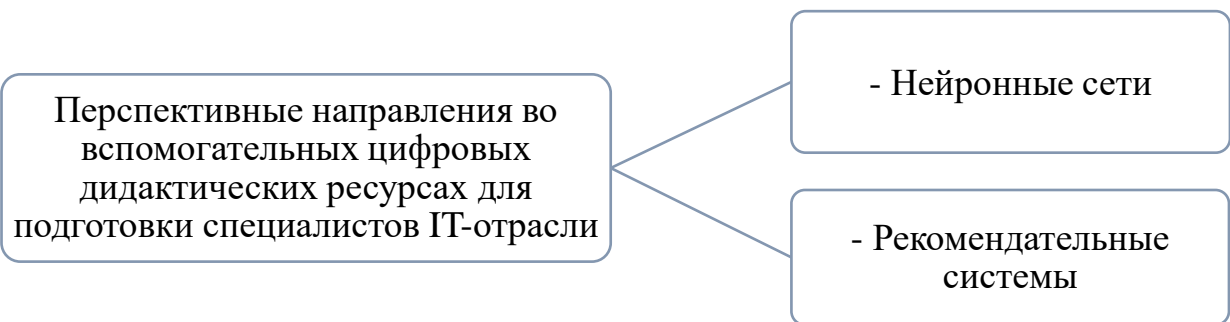 Перспективные направления во
вспомогательных цифровых
дидактических ресурсах для
подготовки специалистов IT-отрасли
- Нейронные сети
- Рекомендательные
системы